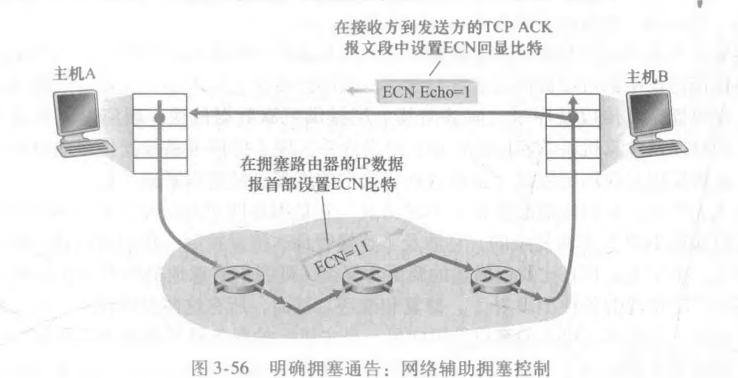 在接收方到发送方的TCP ACK
报文段中设置ECN回显比特
主机A
主机B
ECN Echo=1
在拥塞路由器的IP数据
报首部设置ECN比特
ECN=11
图 3-56 明确拥塞通告：网络辅助拥塞控制